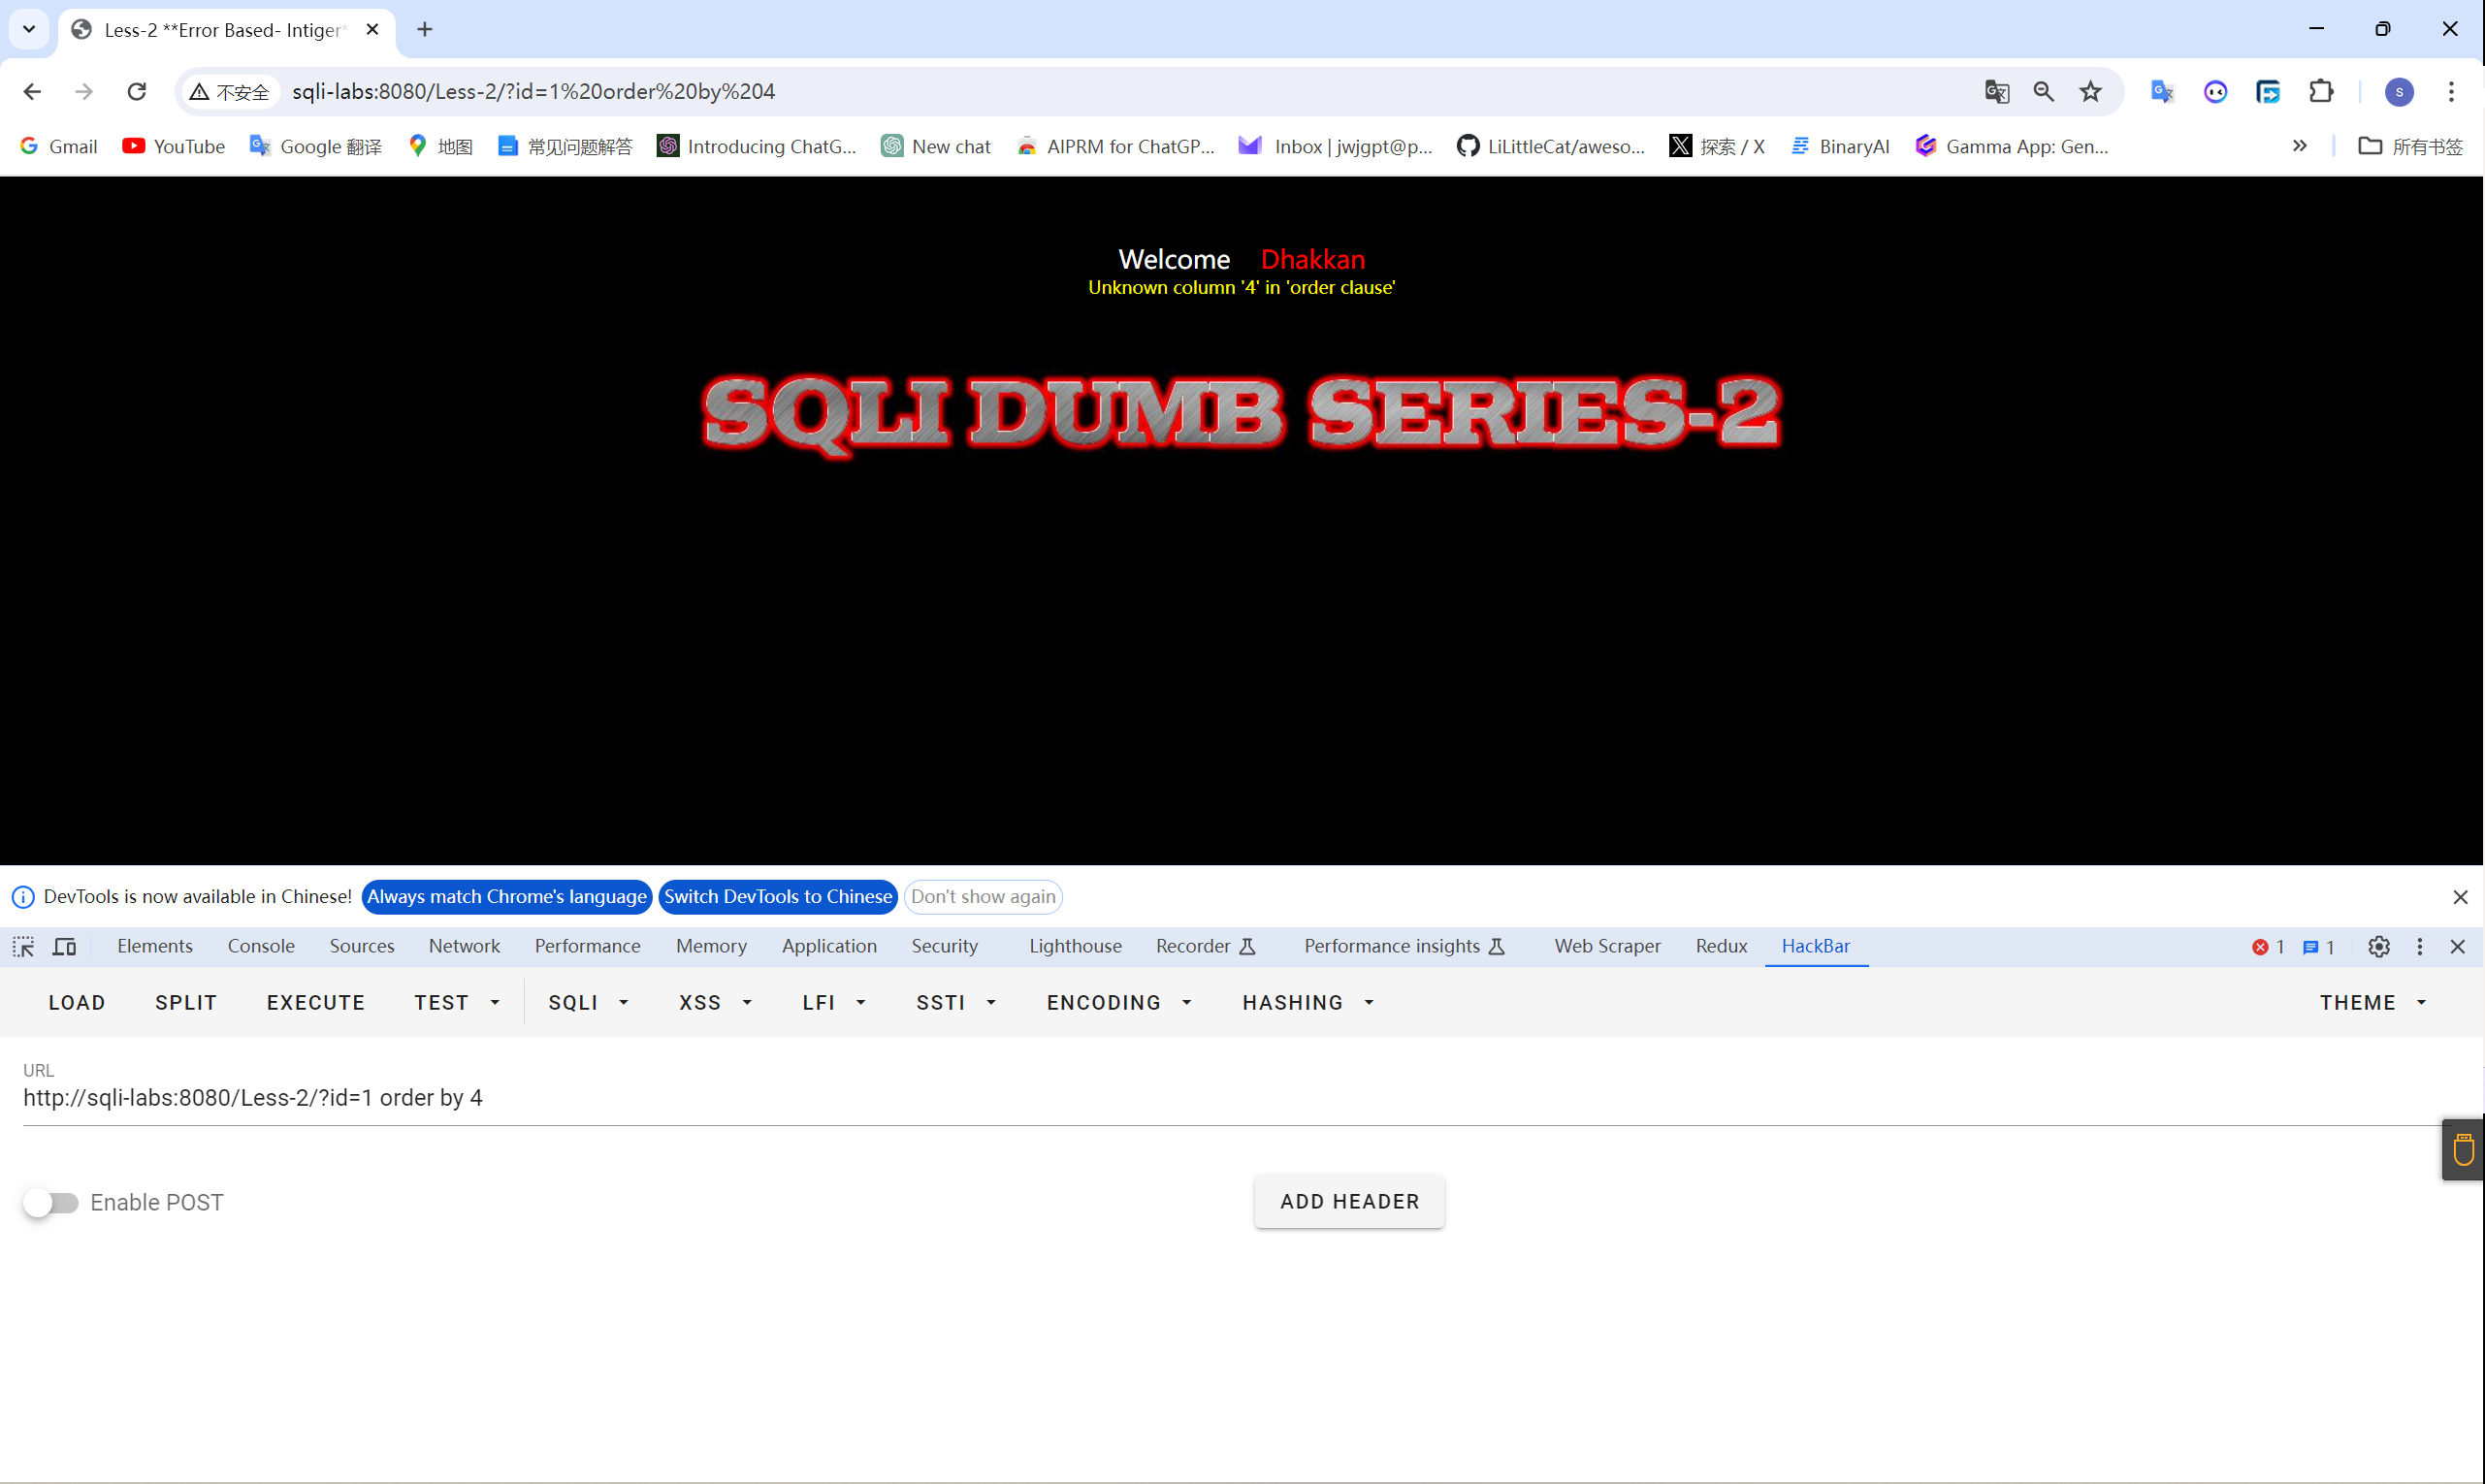 Less-2 **Error Based- Intiger*
不安全 sqli-labs:8080/Less-2/?id=1%20order%20by%204
Gmail YouTube Google 翻译 地图 常见问题解答 Introducing ChatG... New chat AIPRM for ChatGP... Inbox | jwjgpt@p... LiLittleCat/aweso... 探索 / X BinaryAI Gamma App: Gen... » 所有书签
Welcome Dhakkan
Unknown column '4' in 'order clause'
SQLI DUMB SERIES-2
DevTools is now available in Chinese! Always match Chrome's language Switch DevTools to Chinese Don't show again
Elements Console Sources Network Performance Memory Application Security Lighthouse Recorder Performance insights Web Scraper Redux HackBar 1 1
LOAD SPLIT EXECUTE TEST SQLI XSS LFI SSTI ENCODING HASHING THEME
URL
http://sqli-labs:8080/Less-2/?id=1 order by 4
Enable POST ADD HEADER